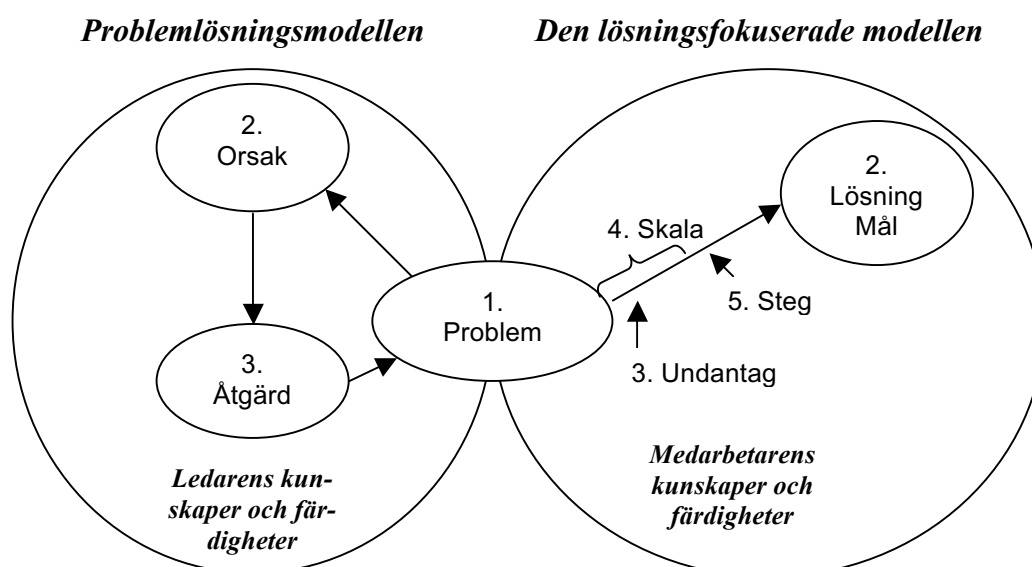 Problemlösningsmodellen
Den lösningsfokuserade modellen
2.
Orsak
3.
Åtgärd
Ledarens kun-
skaper och fär-
digheter
1.
Problem
2.
Lösning
Mål
4. Skala
5. Steg
3. Undantag
Medarbetarens
kunskaper och
färdigheter